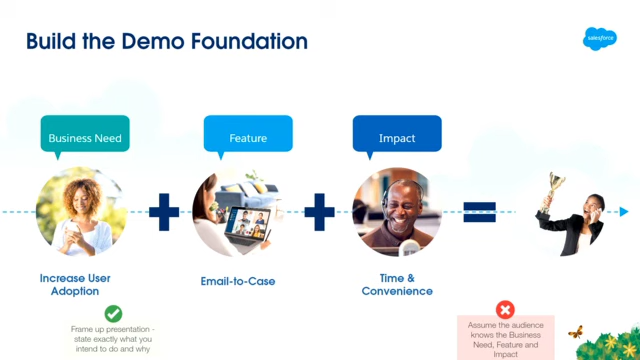 Build the Demo Foundation
salesforce
Business Need
Feature
Impact
Increase User
Adoption
Email-to-Case
Time &
Convenience
Frame up presentation -
state exactly what you
intend to do and why
Assume the audience
knows the Business
Need, Feature and
Impact